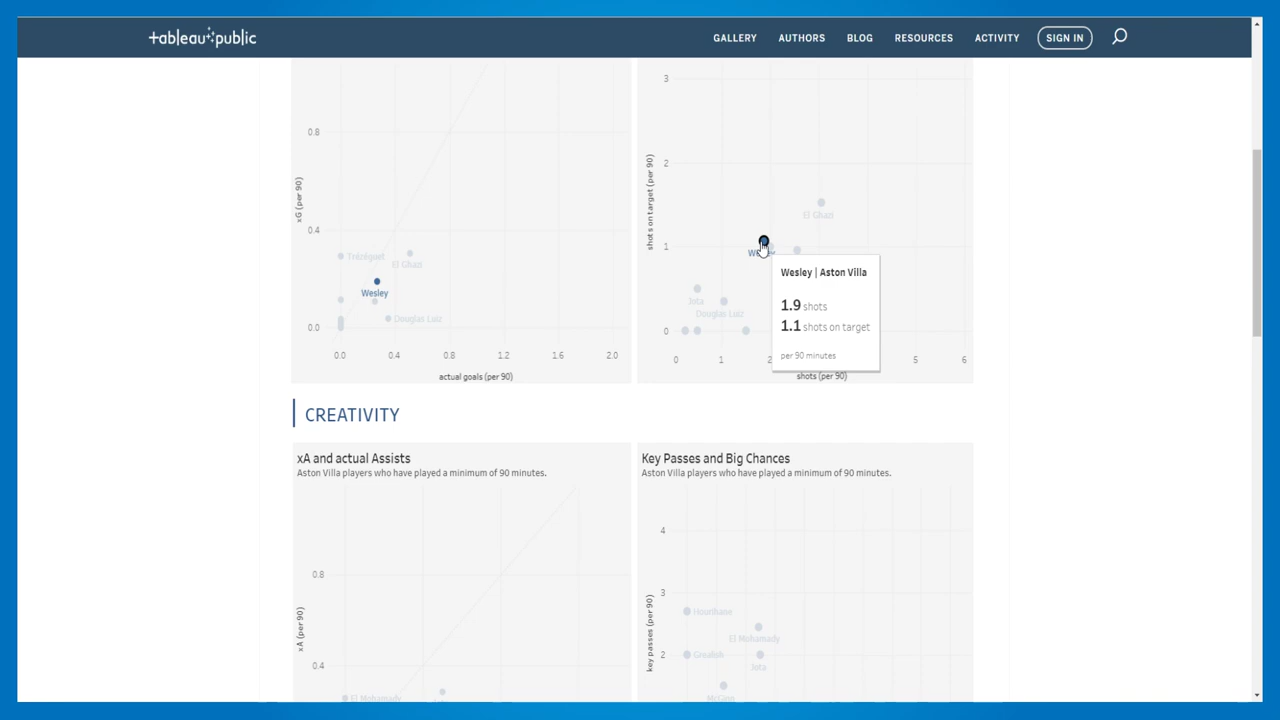 tableau public
GALLERY AUTHORS BLOG RESOURCES ACTIVITY SIGN IN
0.8
0.4
0.0
xG (per 90)
Trézéguet
El Ghazi
Wesley
Douglas Luiz
0.0 0.4 0.8 1.2 1.6 2.0
actual goals (per 90)
3
2
1
0
shots on target (per 90)
El Ghazi
Jota
Douglas Luiz
Wesley | Aston Villa
1.9 shots
1.1 shots on target
per 90 minutes
0 1 2 5 6
shots (per 90)
CREATIVITY
xA and actual Assists
Aston Villa players who have played a minimum of 90 minutes.
0.8
0.4
xA (per 90)
El Mohamady
Key Passes and Big Chances
Aston Villa players who have played a minimum of 90 minutes.
4
3
2
key passes (per 90)
Hourihane
El Mohamady
Grealish
Jota
McGinn